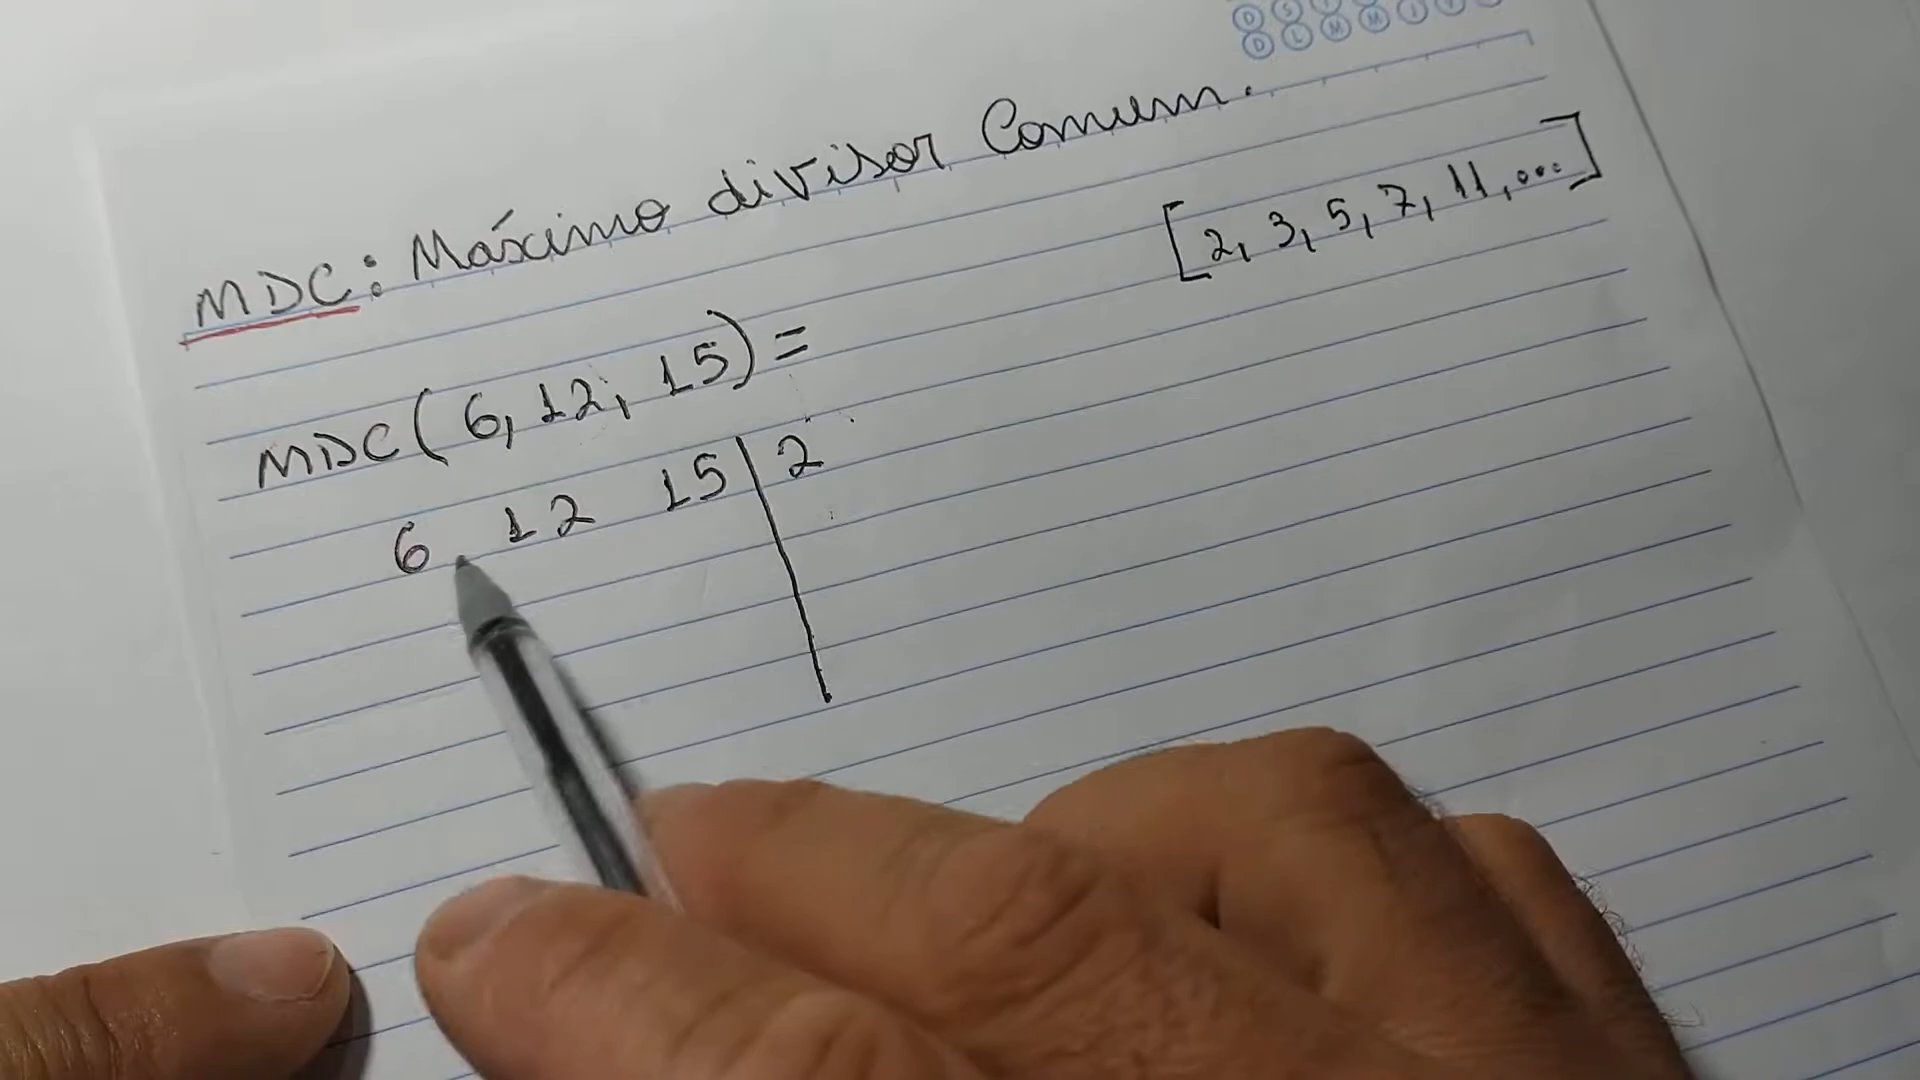 D S T
D L M M J V S
MDC: Máximo divisor Comum.
[2, 3, 5, 7, 11, ...]
MDC( 6, 12, 15) =
6 12 15 | 2